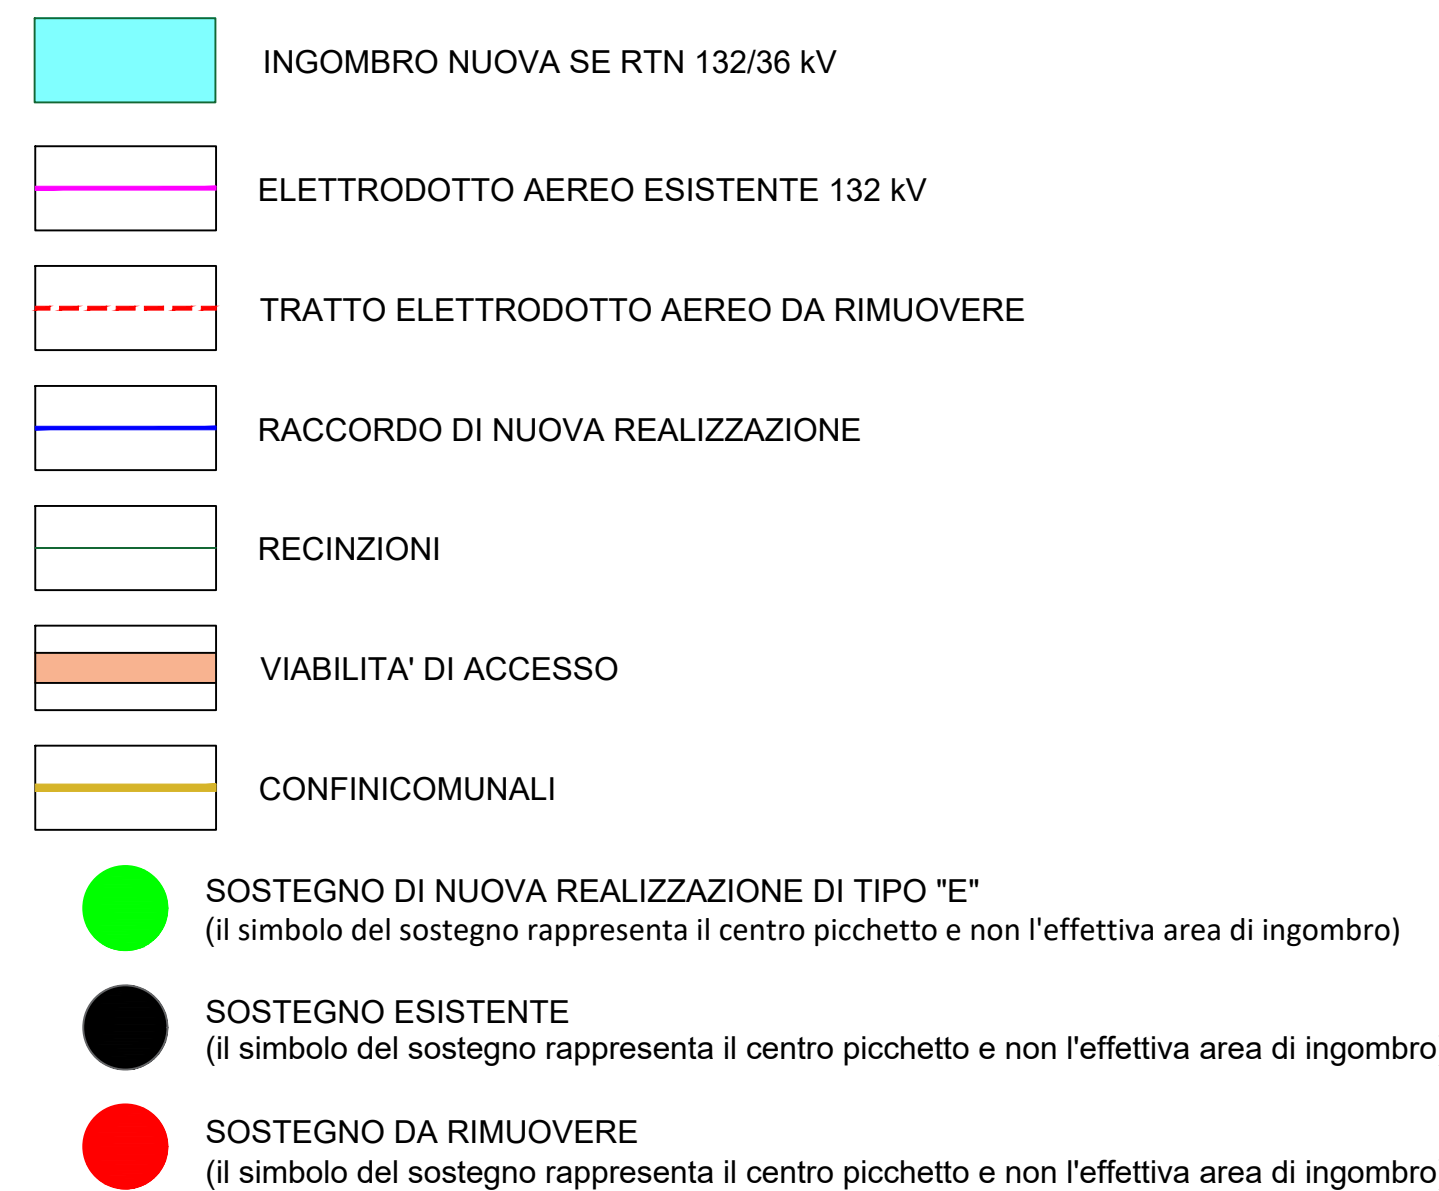 INGOMBRO NUOVA SE RTN 132/36 kV
ELETTRODOTTO AEREO ESISTENTE 132 kV
TRATTO ELETTRODOTTO AEREO DA RIMUOVERE
RACCORDO DI NUOVA REALIZZAZIONE
RECINZIONI
VIABILITA' DI ACCESSO
CONFINICOMUNALI
SOSTEGNO DI NUOVA REALIZZAZIONE DI TIPO "E"
(il simbolo del sostegno rappresenta il centro picchetto e non l'effettiva area di ingombro)
SOSTEGNO ESISTENTE
(il simbolo del sostegno rappresenta il centro picchetto e non l'effettiva area di ingombro
SOSTEGNO DA RIMUOVERE
(il simbolo del sostegno rappresenta il centro picchetto e non l'effettiva area di ingombro